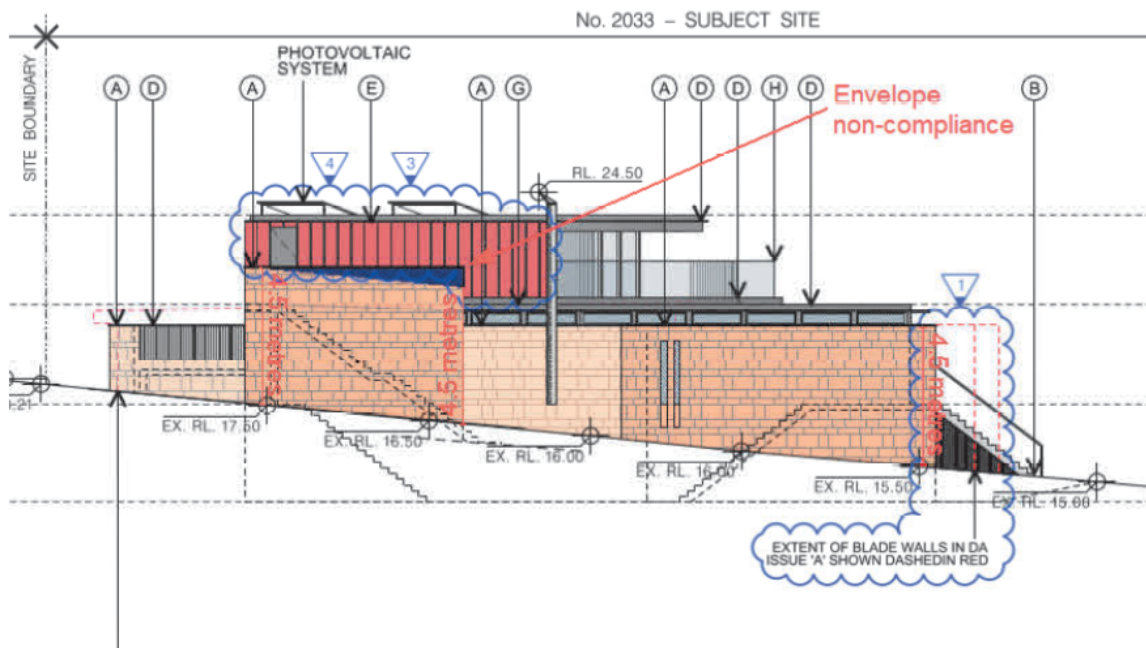 No. 2033 – SUBJECT SITE
SITE BOUNDARY
PHOTOVOLTAIC
SYSTEM
A
D
A
E
A
G
A
D
D
H
D
B
Envelope
non-compliance
4
3
RL. 24.50
1
4.5 metres
4.5 metres
4.5 metres
.21
EX. RL. 17.50
EX. RL. 16.50
EX. RL. 16.00
EX. RL. 16.00
EX. RL. 15.50
EX. RL. 15.00
EXTENT OF BLADE WALLS IN DA
ISSUE 'A' SHOWN DASHEDIN RED